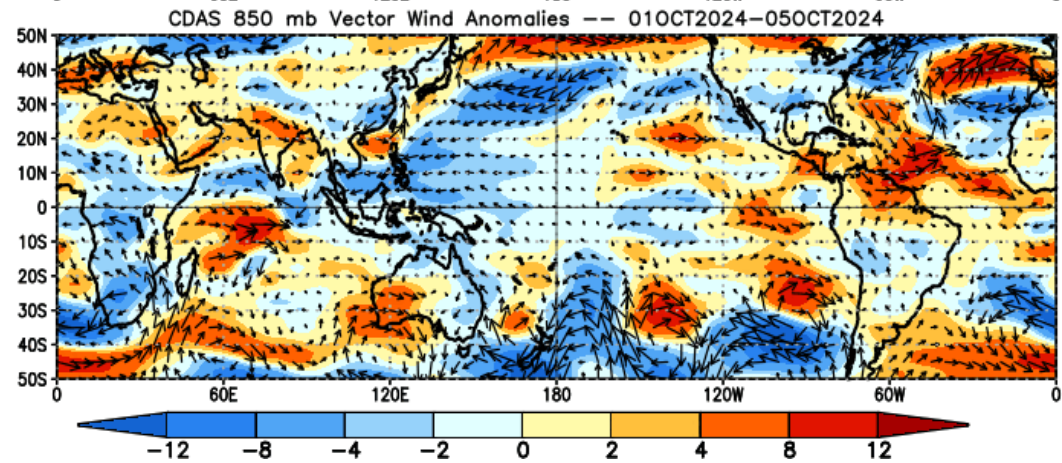 CDAS 850 mb Vector Wind Anomalies -- 01OCT2024-05OCT2024
50N
40N
30N
20N
10N
0
10S
20S
30S
40S
50S
0 60E 120E 180 120W 60W 0
-12 -8 -4 -2 0 2 4 8 12